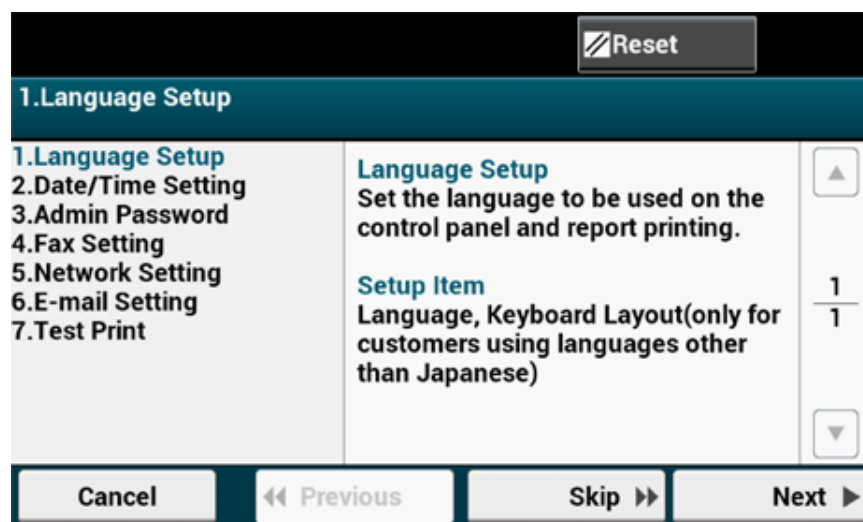 Reset
1.Language Setup
1.Language Setup
2.Date/Time Setting
3.Admin Password
4.Fax Setting
5.Network Setting
6.E-mail Setting
7.Test Print
Language Setup
Set the language to be used on the
control panel and report printing.
Setup Item
Language, Keyboard Layout(only for
customers using languages other
than Japanese)
1
1
Cancel
Previous
Skip
Next